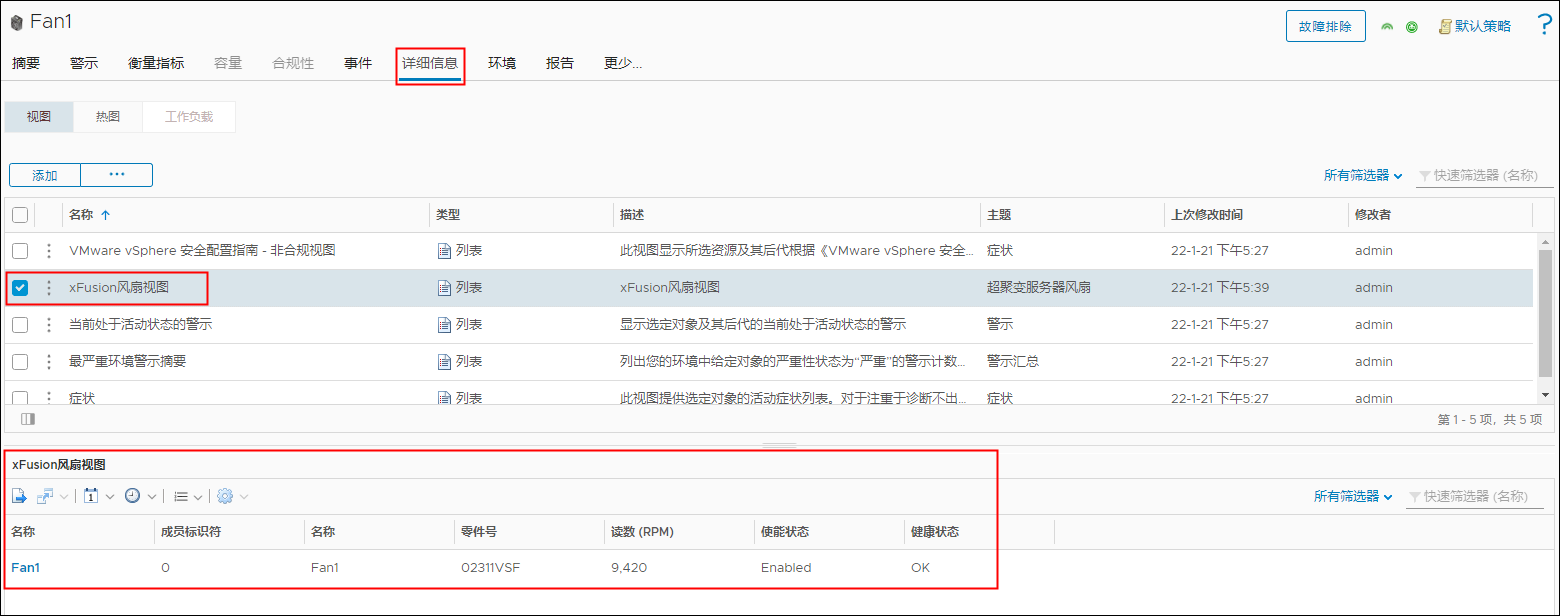 Fan1
故障排除 默认策略 ?
摘要 警示 衡量指标 容量 合规性 事件 详细信息 环境 报告 更少...
视图 热图 工作负载
添加 ... 所有筛选器 快速筛选器 (名称)
名称 类型 描述 主题 上次修改时间 修改者
VMware vSphere 安全配置指南 - 非合规视图 列表 此视图显示所选资源及其后代根据《VMware vSphere 安全... 症状 22-1-21 下午5:27 admin
xFusion风扇视图 列表 xFusion风扇视图 超聚变服务器风扇 22-1-21 下午5:39 admin
当前处于活动状态的警示 列表 显示选定对象及其后代的当前处于活动状态的警示 警示 22-1-21 下午5:27 admin
最严重环境警示摘要 列表 列出您的环境中给定对象的严重性状态为“严重”的警示计数... 警示汇总 22-1-21 下午5:27 admin
症状 列表 此视图提供选定对象的活动症状列表。对于注重于诊断不出... 症状 22-1-21 下午5:27 admin
第 1 - 5 项，共 5 项
xFusion风扇视图
1 所有筛选器 快速筛选器 (名称)
名称 成员标识符 名称 零件号 读数 (RPM) 使能状态 健康状态
Fan1 0 Fan1 02311VSF 9,420 Enabled OK